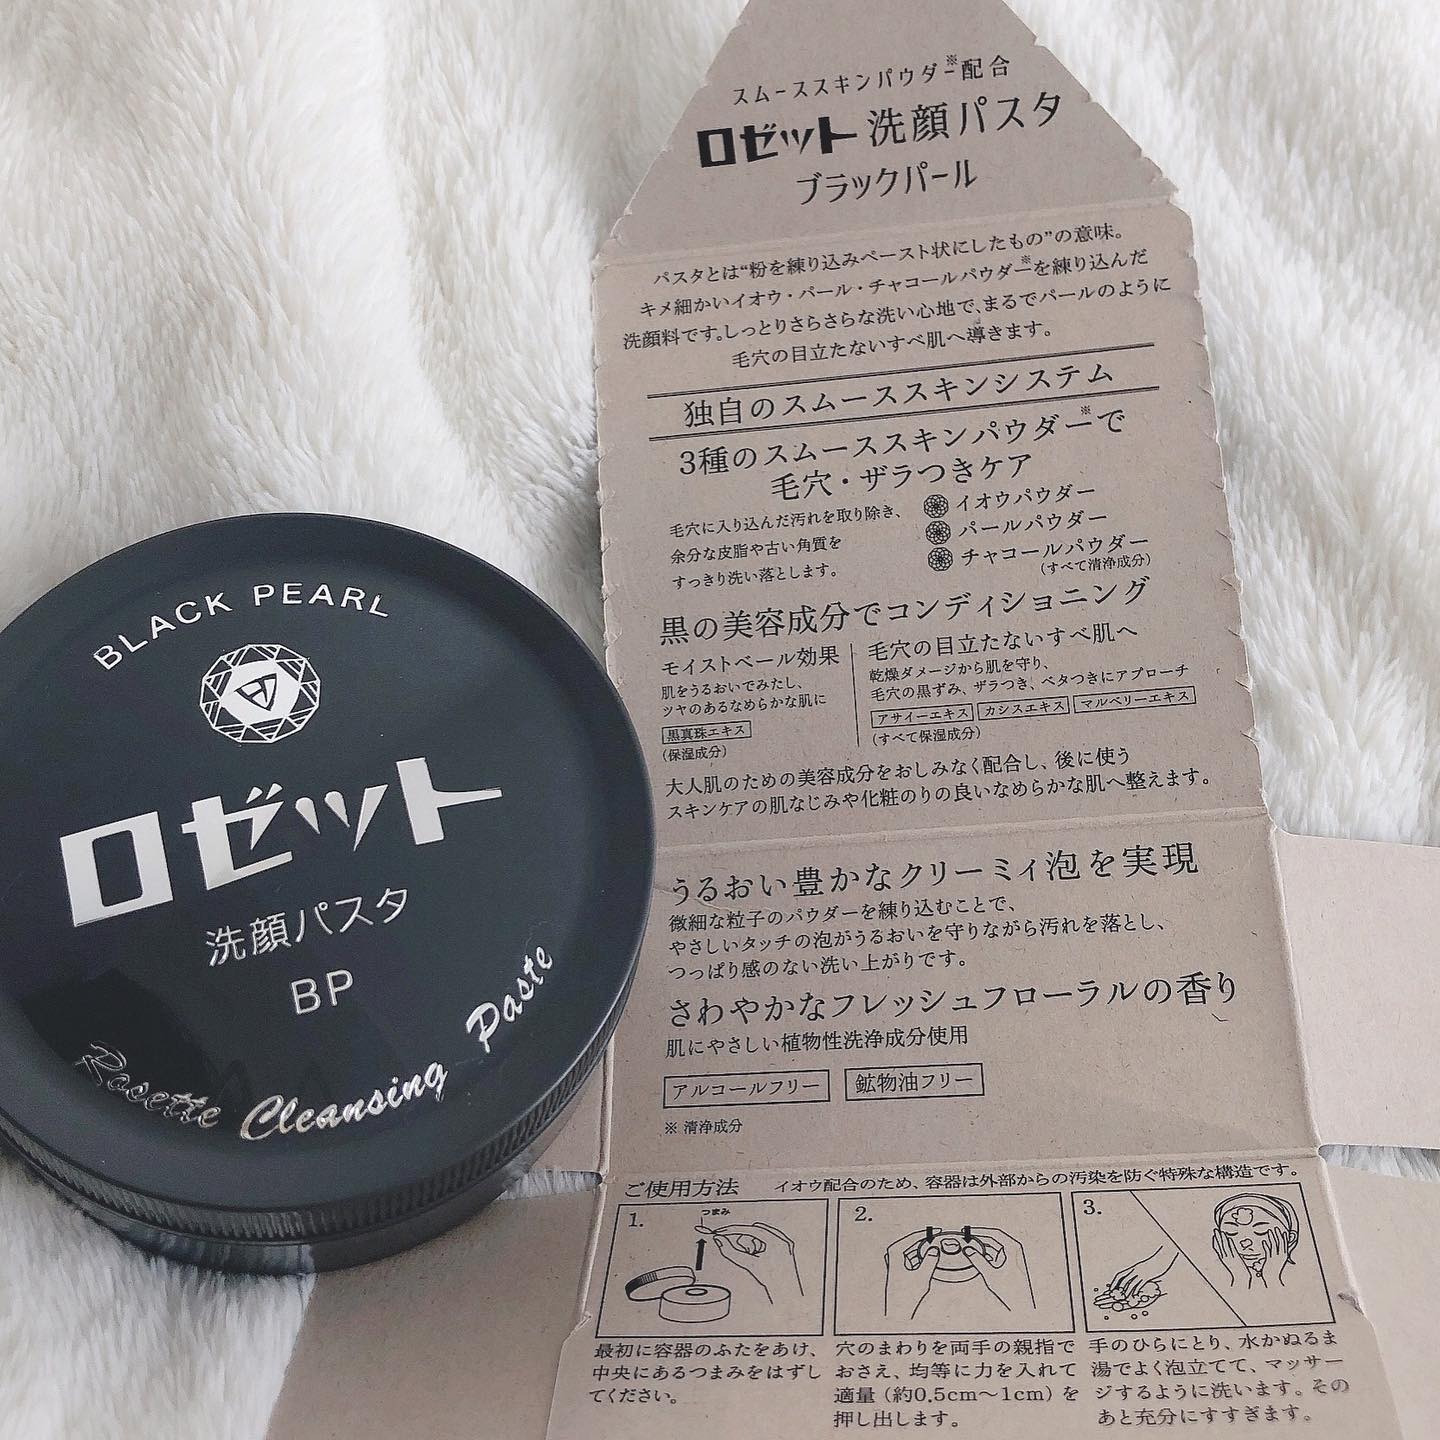 BLACK PEARL
ロゼット
洗顔パスタ
BP
Rosette Cleansing Paste
スムーススキンパウダー※配合
ロゼット洗顔パスタ
ブラックパール
パスタとは“粉を練り込みペースト状にしたもの”の意味。
キメ細かいイオウ・パール・チャコールパウダー※を練り込んだ
洗顔料です。しっとりさらさらな洗い心地で、まるでパールのように
毛穴の目立たないすべ肌へ導きます。
独自のスムーススキンシステム
3種のスムーススキンパウダー※で
毛穴・ザラつきケア
毛穴に入り込んだ汚れを取り除き、
余分な皮脂や古い角質を
すっきり洗い落とします。
イオウパウダー
パールパウダー
チャコールパウダー
(すべて清浄成分)
黒の美容成分でコンディショニング
モイストベール効果
肌をうるおいでみたし、
ツヤのあるなめらかな肌に
黒真珠エキス
(保湿成分)
毛穴の目立たないすべ肌へ
乾燥ダメージから肌を守り、
毛穴の黒ずみ、ザラつき、ベタつきにアプローチ
アサイーエキス カシスエキス マルベリーエキス
(すべて保湿成分)
大人肌のための美容成分をおしみなく配合し、後に使う
スキンケアの肌なじみや化粧のりの良いなめらかな肌へ整えます。
うるおい豊かなクリーミィ泡を実現
微細な粒子のパウダーを練り込むことで、
やさしいタッチの泡がうるおいを守りながら汚れを落とし、
つっぱり感のない洗い上がりです。
さわやかなフレッシュフローラルの香り
肌にやさしい植物性洗浄成分使用
アルコールフリー 鉱物油フリー
※ 清浄成分
ご使用方法 イオウ配合のため、容器は外部からの汚染を防ぐ特殊な構造です。
1.
つまみ
最初に容器のふたをあけ、
中央にあるつまみをはずし
てください。
2.
穴のまわりを両手の親指で
おさえ、均等に力を入れて
適量（約0.5cm～1cm）を
押し出します。
3.
手のひらにとり、水かぬるま
湯でよく泡立てて、マッサー
ジするように洗います。その
あと充分にすすぎます。